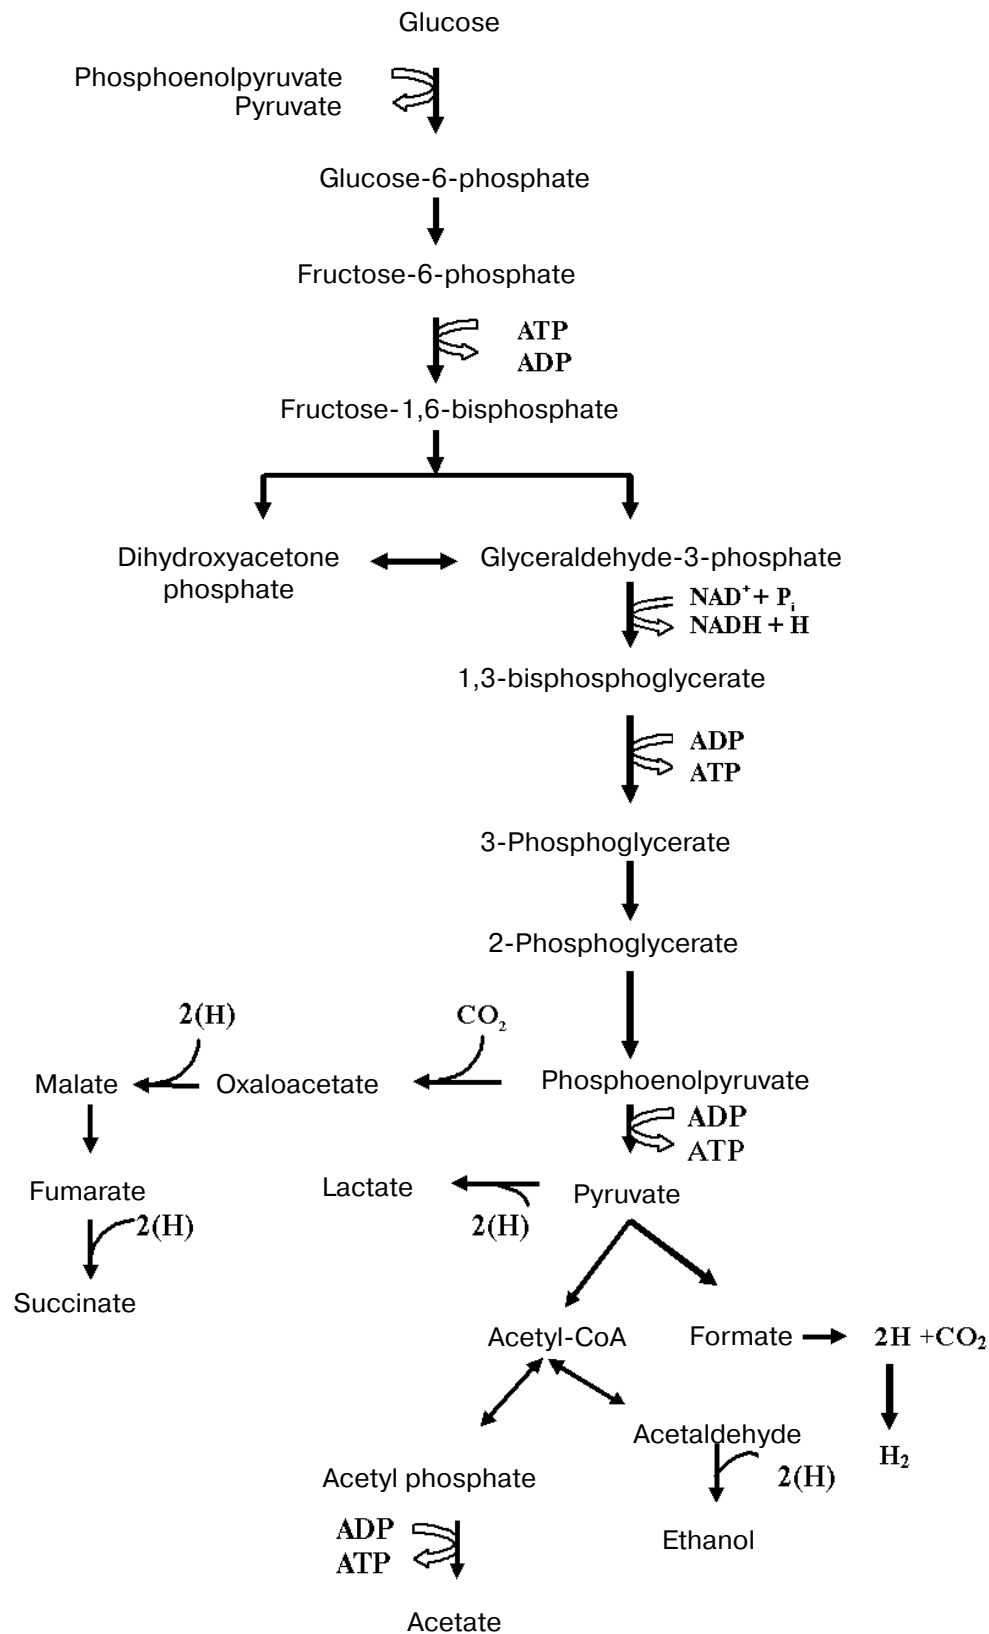 Glucose
Phosphoenolpyruvate
Pyruvate
Glucose-6-phosphate
Fructose-6-phosphate
ATP
ADP
Fructose-1,6-bisphosphate
Dihydroxyacetone
phosphate
Glyceraldehyde-3-phosphate
NAD⁺ + Pᵢ
NADH + H
1,3-bisphosphoglycerate
ADP
ATP
3-Phosphoglycerate
2-Phosphoglycerate
2(H)
CO₂
Malate
Oxaloacetate
Phosphoenolpyruvate
ADP
ATP
Fumarate
Lactate
Pyruvate
2(H)
2(H)
Succinate
Acetyl-CoA
Formate
2H +CO₂
Acetaldehyde
H₂
Acetyl phosphate
2(H)
ADP
ATP
Ethanol
Acetate